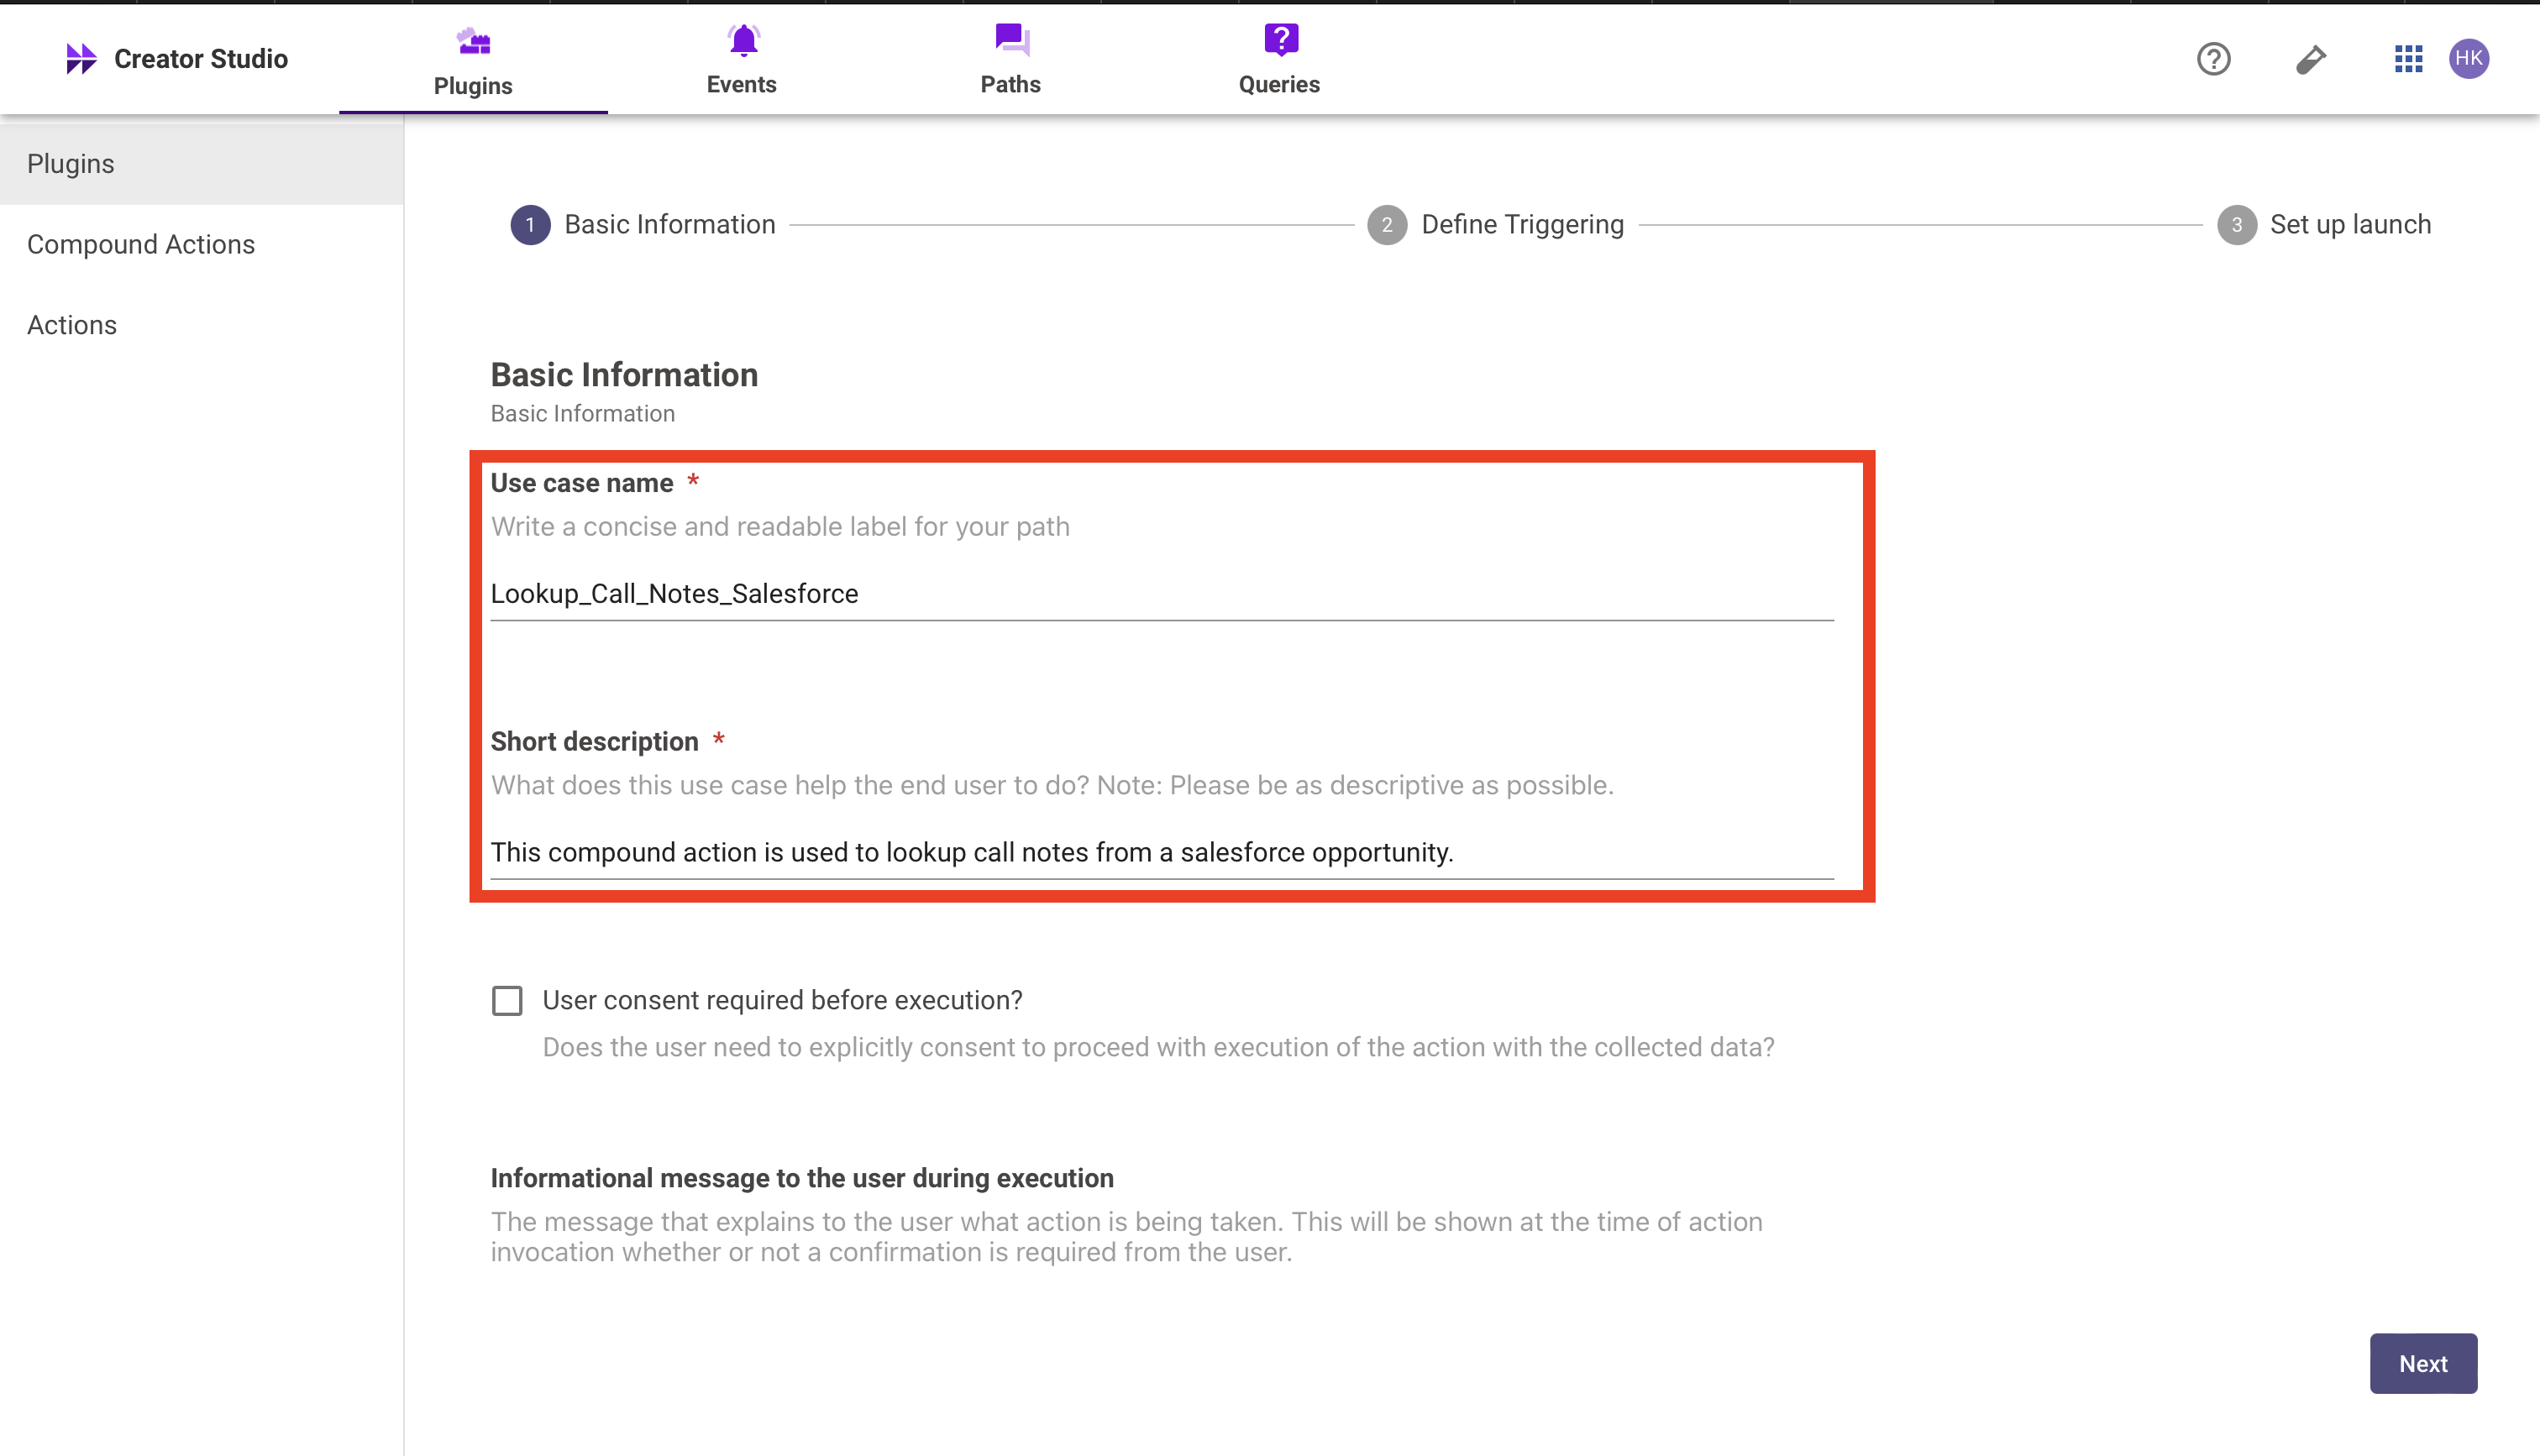 Creator Studio
Plugins
Events
Paths
?
Queries
?
HK
Plugins
Compound Actions
Actions
1 Basic Information
2 Define Triggering
3 Set up launch
Basic Information
Basic Information
Use case name *
Write a concise and readable label for your path
Lookup_Call_Notes_Salesforce
Short description *
What does this use case help the end user to do? Note: Please be as descriptive as possible.
This compound action is used to lookup call notes from a salesforce opportunity.
User consent required before execution?
Does the user need to explicitly consent to proceed with execution of the action with the collected data?
Informational message to the user during execution
The message that explains to the user what action is being taken. This will be shown at the time of action
invocation whether or not a confirmation is required from the user.
Next